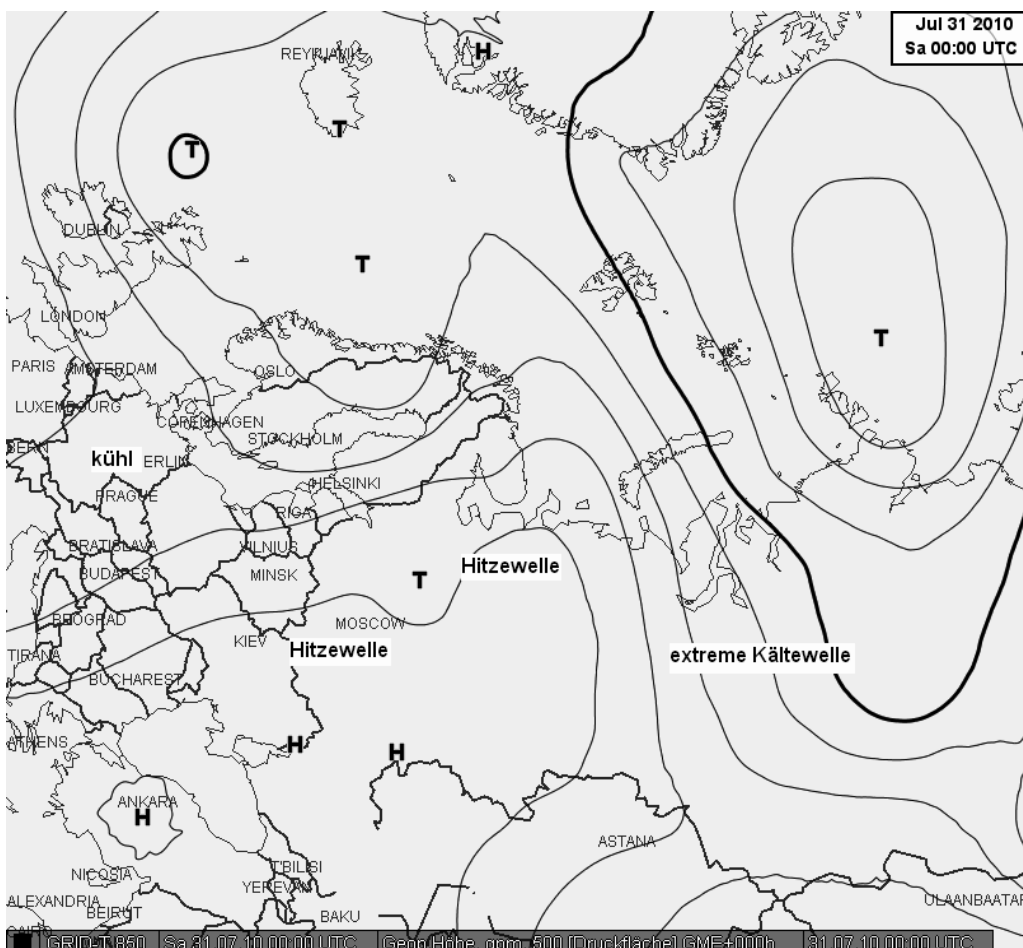 Jul 31 2010
Sa 00:00 UTC
REYKJAVIK
H
T
T
DUBLIN
T
LONDON
T
PARIS
AMSTERDAM
OSLO
LUXEMBOURG
COPENHAGEN
STOCKHOLM
BERN
kühl
ERLIN
HELSINKI
PRAGUE
RIGA
BRATISLAVA
VILNIUS
Hitzewelle
BUDAPEST
MINSK
T
BEOGRAD
MOSCOW
KIEV
Hitzewelle
TIRANA
extreme Kältewelle
BUCHAREST
ATHENS
H
H
ANKARA
H
ASTANA
T'BILISI
NICOSIA
YEREVAN
ALEXANDRIA
ULAANBAATAR
BEIRUT
BAKU
CAIRO
GRID-T 850 Sa 31.07.10 00:00 UTC Geop.Höhe gpm 500 [Druckfläche] GME+000h 31.07.10 00:00 UTC